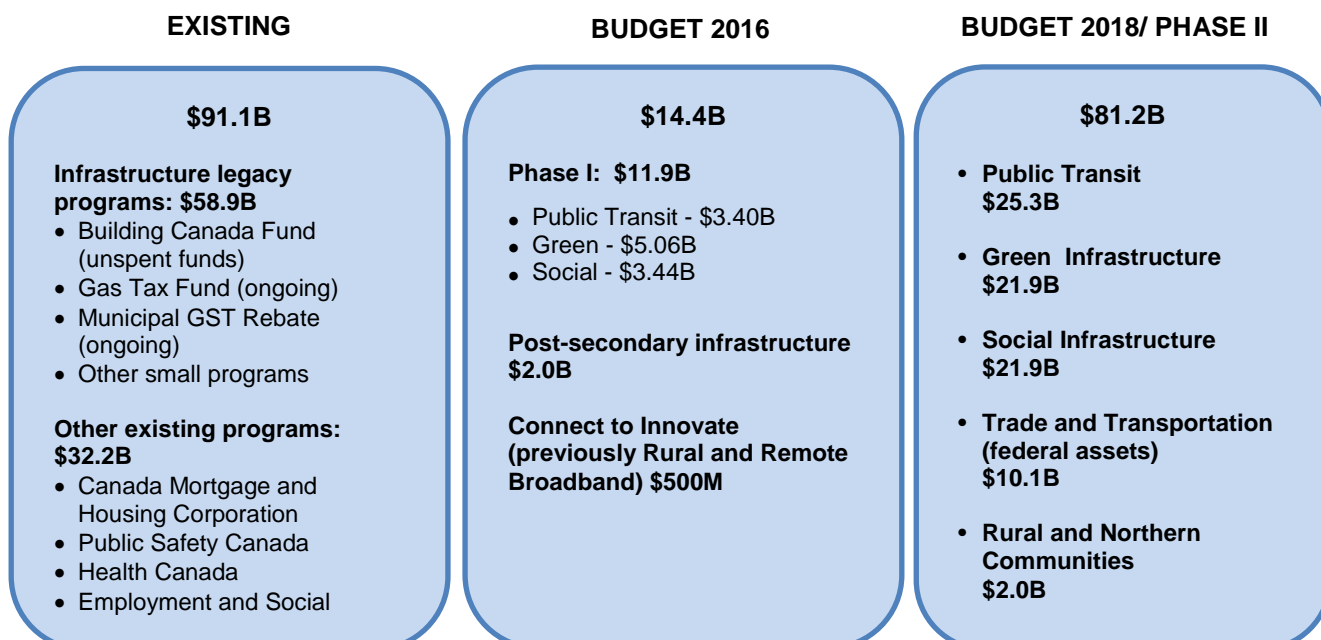 EXISTING
$91.1B
Infrastructure legacy
programs: $58.9B
• Building Canada Fund
(unspent funds)
• Gas Tax Fund (ongoing)
• Municipal GST Rebate
(ongoing)
• Other small programs
Other existing programs:
$32.2B
• Canada Mortgage and
Housing Corporation
• Public Safety Canada
• Health Canada
• Employment and Social
BUDGET 2016
$14.4B
Phase I: $11.9B
• Public Transit - $3.40B
• Green - $5.06B
• Social - $3.44B
Post-secondary infrastructure
$2.0B
Connect to Innovate
(previously Rural and Remote
Broadband) $500M
BUDGET 2018/ PHASE II
$81.2B
• Public Transit
$25.3B
• Green Infrastructure
$21.9B
• Social Infrastructure
$21.9B
• Trade and Transportation
(federal assets)
$10.1B
• Rural and Northern
Communities
$2.0B